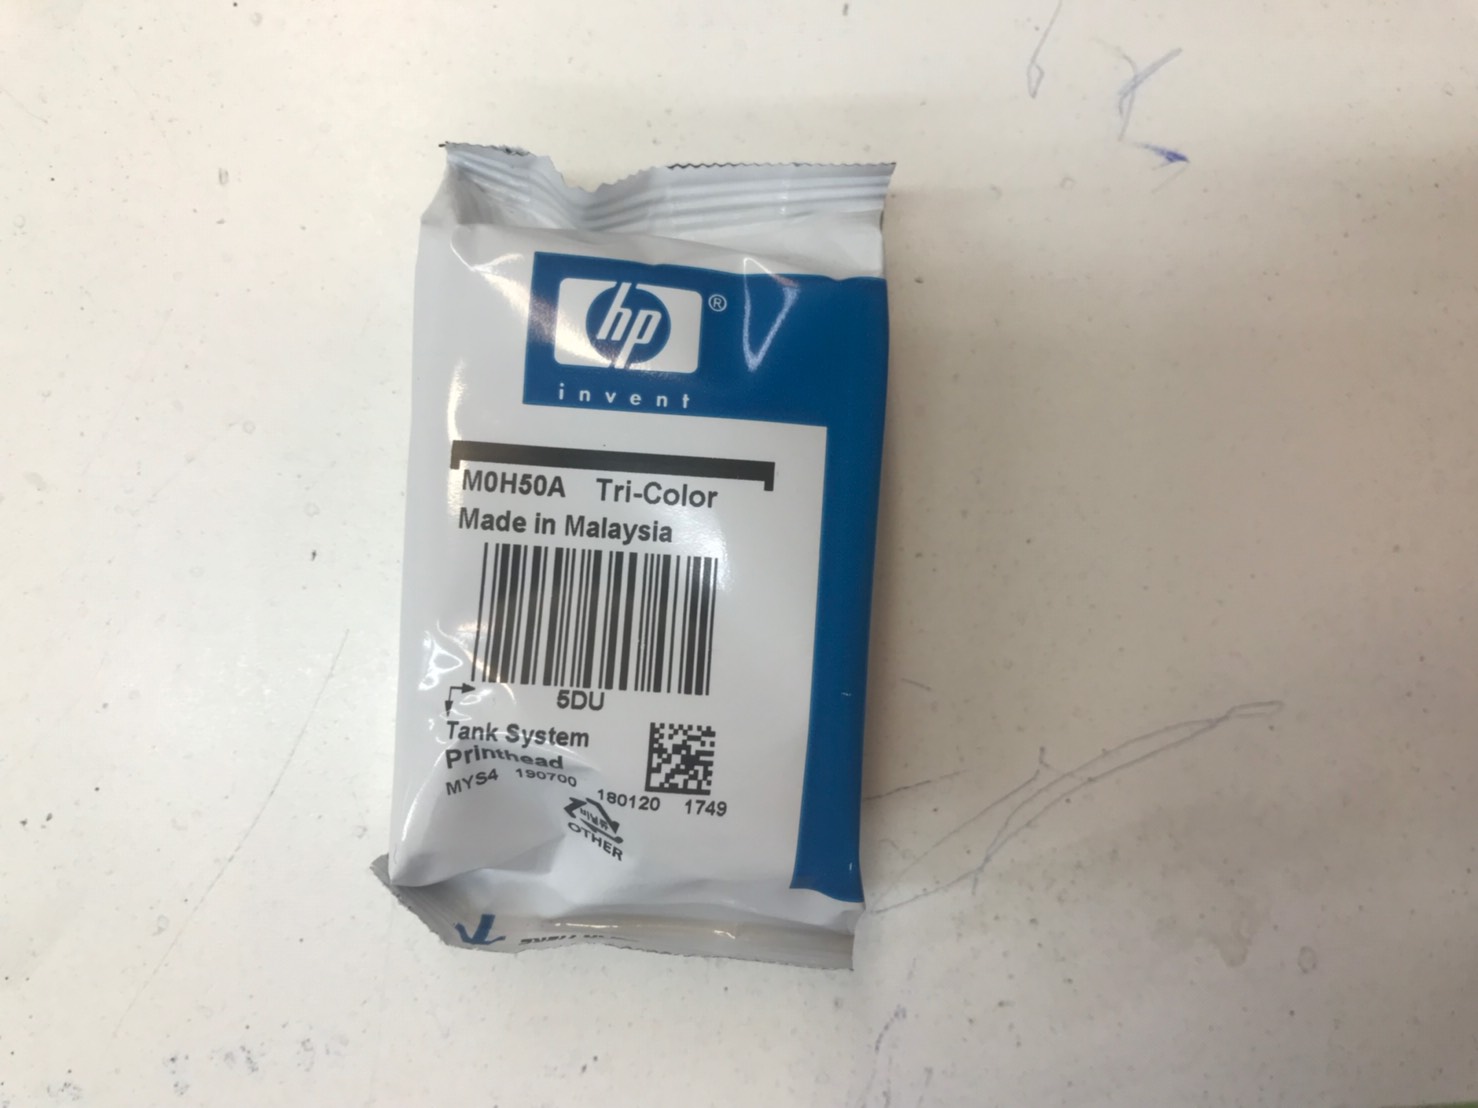 hp®
invent
M0H50A Tri-Color
Made in Malaysia
5DU
Tank System
Printhead
MYS4 190700 180120 1749
OTHER